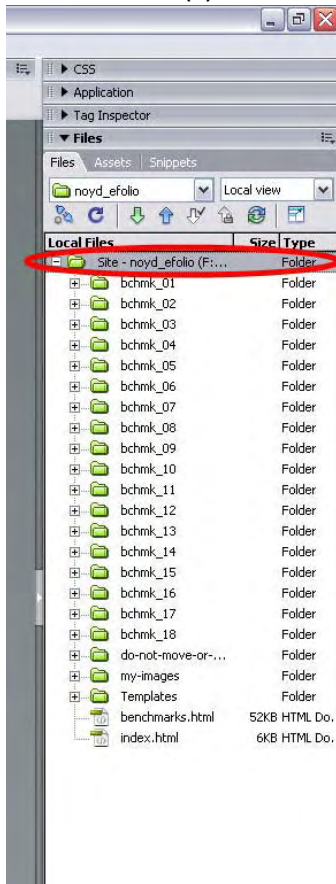 CSS
Application
Tag Inspector
Files
Files Assets Snippets
noyd_efolio Local view
Local Files Size Type
Site - noyd_efolio (F:... Folder
bchmk_01 Folder
bchmk_02 Folder
bchmk_03 Folder
bchmk_04 Folder
bchmk_05 Folder
bchmk_06 Folder
bchmk_07 Folder
bchmk_08 Folder
bchmk_09 Folder
bchmk_10 Folder
bchmk_11 Folder
bchmk_12 Folder
bchmk_13 Folder
bchmk_14 Folder
bchmk_15 Folder
bchmk_16 Folder
bchmk_17 Folder
bchmk_18 Folder
do-not-move-or-... Folder
my-images Folder
Templates Folder
benchmarks.html 52KB HTML Do.
index.html 6KB HTML Do.